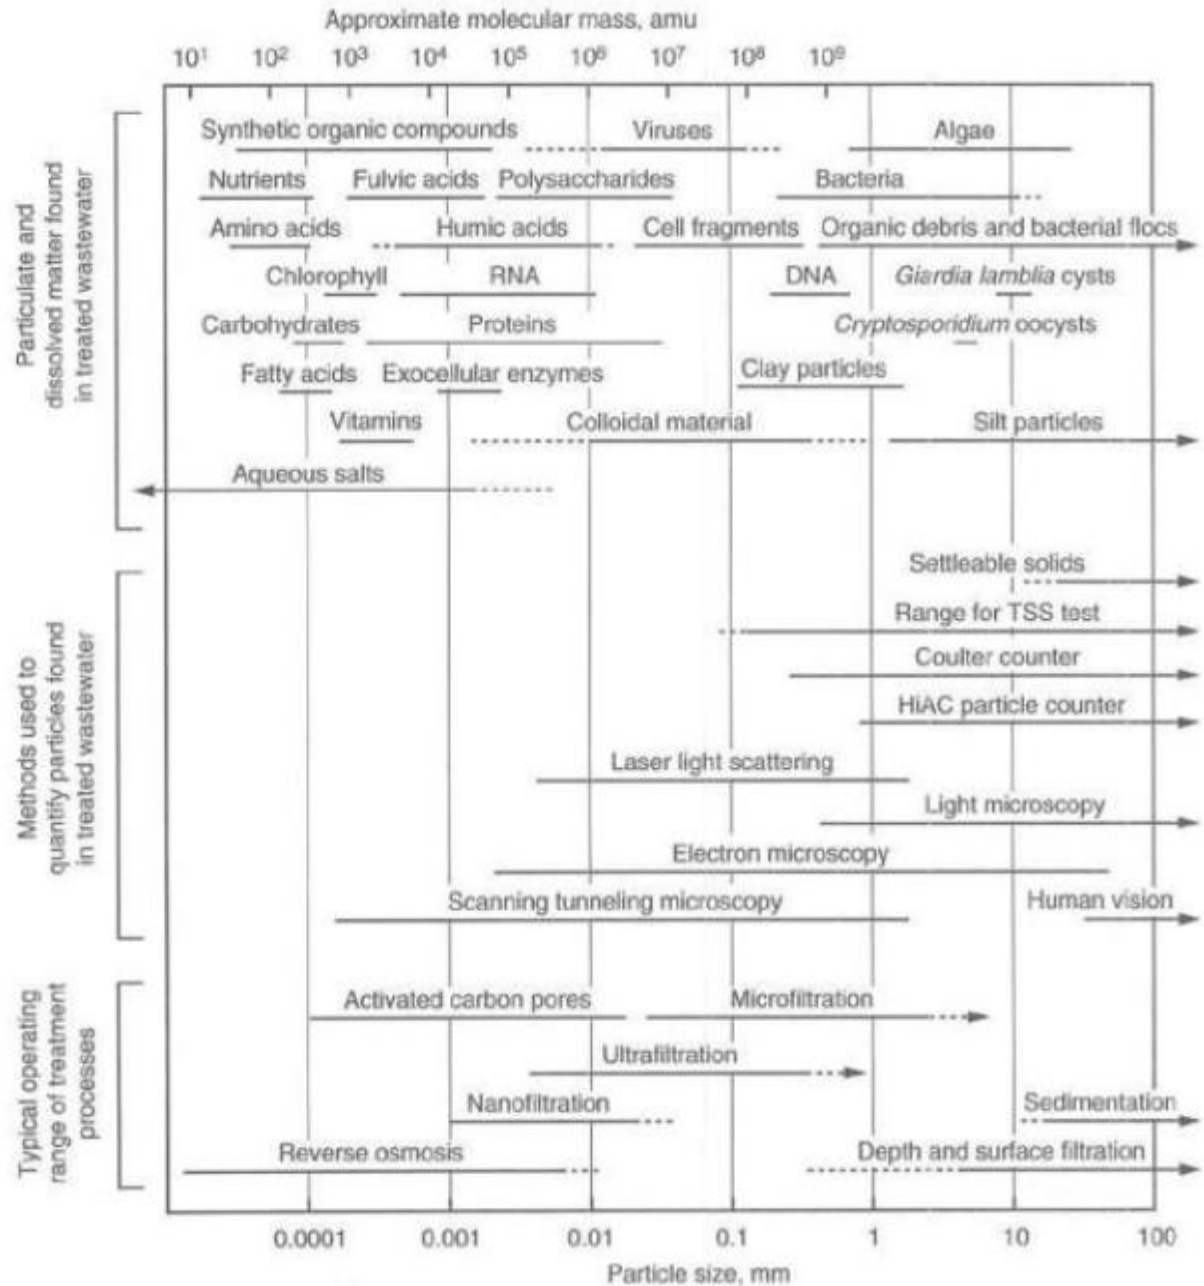 Approximate molecular mass, amu
10¹ 10² 10³ 10⁴ 10⁵ 10⁶ 10⁷ 10⁸ 10⁹
Particulate and
dissolved matter found
in treated wastewater
Synthetic organic compounds Viruses Algae
Nutrients Fulvic acids Polysaccharides Bacteria
Amino acids Humic acids Cell fragments Organic debris and bacterial flocs
Chlorophyll RNA DNA Giardia lamblia cysts
Carbohydrates Proteins Cryptosporidium oocysts
Fatty acids Exocellular enzymes Clay particles
Vitamins Colloidal material Silt particles
Aqueous salts
Methods used to
quantify particles found
in treated wastewater
Settleable solids
Range for TSS test
Coulter counter
HiAC particle counter
Laser light scattering
Light microscopy
Electron microscopy
Scanning tunneling microscopy Human vision
Typical operating
range of treatment
processes
Activated carbon pores Microfiltration
Ultrafiltration
Nanofiltration Sedimentation
Reverse osmosis Depth and surface filtration
0.0001 0.001 0.01 0.1 1 10 100
Particle size, mm